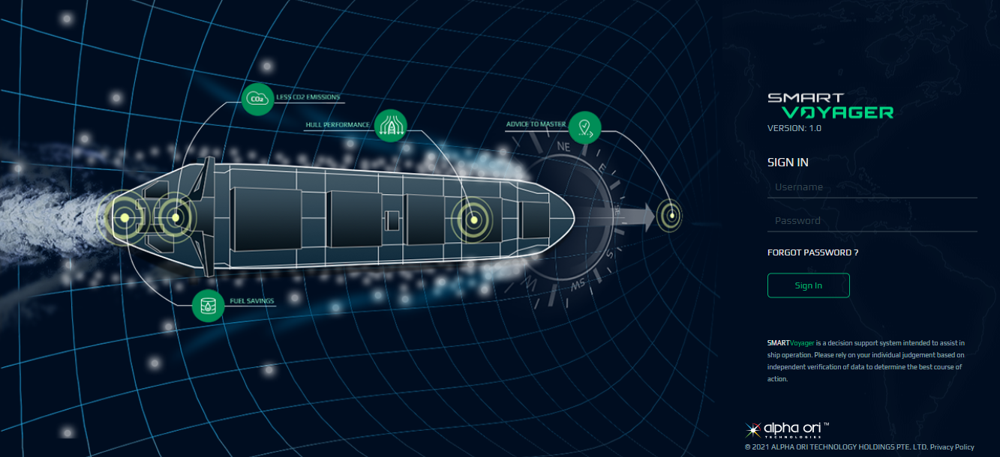 CO2
LESS CO2 EMISSIONS
HULL PERFORMANCE
ADVICE TO MASTER
NE
E
SE
S
SW
W
FUEL SAVINGS
SMART
VOYAGER
VERSION: 1.0
SIGN IN
Username
Password
FORGOT PASSWORD ?
Sign In
SMARTVoyager is a decision support system intended to assist in
ship operation. Please rely on your individual judgement based on
independent verification of data to determine the best course of
action.
alpha ori ™
TECHNOLOGIES
© 2021 ALPHA ORI TECHNOLOGY HOLDINGS PTE. LTD. Privacy Policy